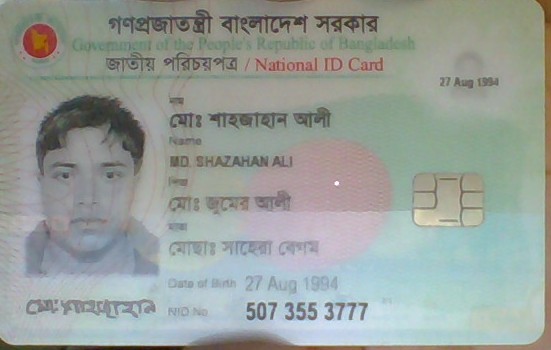 গণপ্রজাতন্ত্রী বাংলাদেশ সরকার
Government of the People's Republic of Bangladesh
জাতীয় পরিচয়পত্র / National ID Card
27 Aug 1994
নাম
মোঃ শাহজাহান আলী
Name
MD. SHAZAHAN ALI
পিতা
মোঃ জুমের আলী
মাতা
মোছাঃ সাহেরা বেগম
Date of Birth 27 Aug 1994
মোঃ শাহজাহান
NID No. 507 355 3777